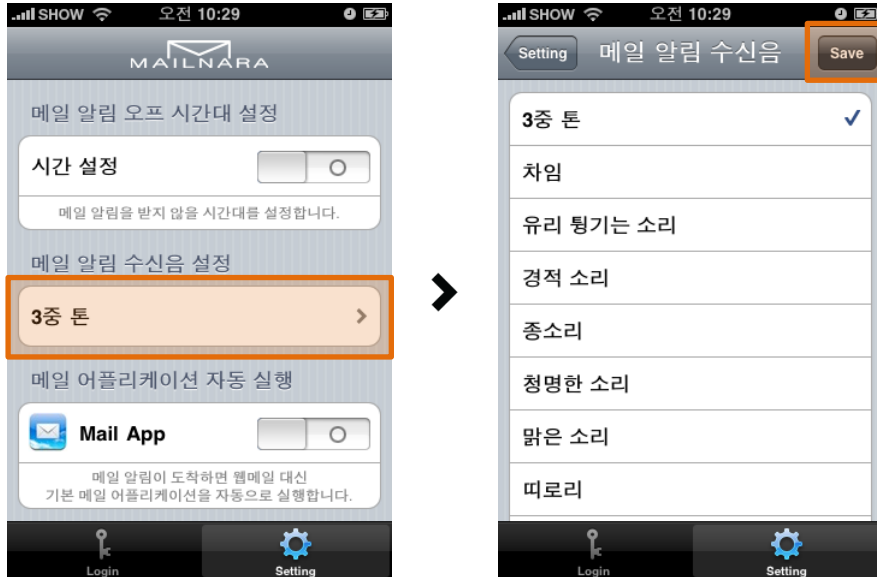 SHOW 오전 10:29
MAILNARA
메일 알림 오프 시간대 설정
시간 설정
메일 알림을 받지 않을 시간대를 설정합니다.
메일 알림 수신음 설정
3중 톤
메일 어플리케이션 자동 실행
Mail App
메일 알림이 도착하면 웹메일 대신
기본 메일 어플리케이션을 자동으로 실행합니다.
Login Setting
SHOW 오전 10:29
Setting 메일 알림 수신음 Save
3중 톤
차임
유리 튕기는 소리
경적 소리
종소리
청명한 소리
맑은 소리
띠로리
Login Setting